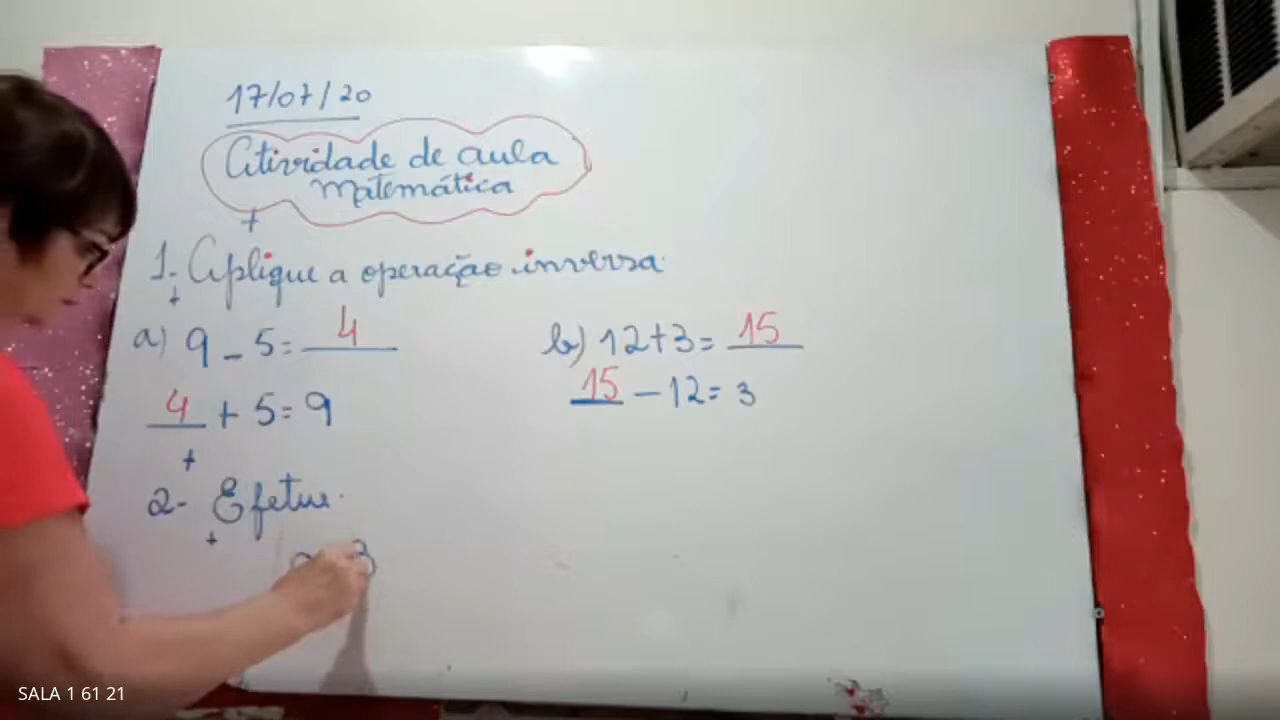 17/07/20
Atividade de aula
Matemática
+
1- Aplique a operação inversa.
+
a) 9 - 5 = 4
b) 12 + 3 = 15
4 + 5 = 9
15 - 12 = 3
+
2- Efetue.
+
3
SALA 1 61 21